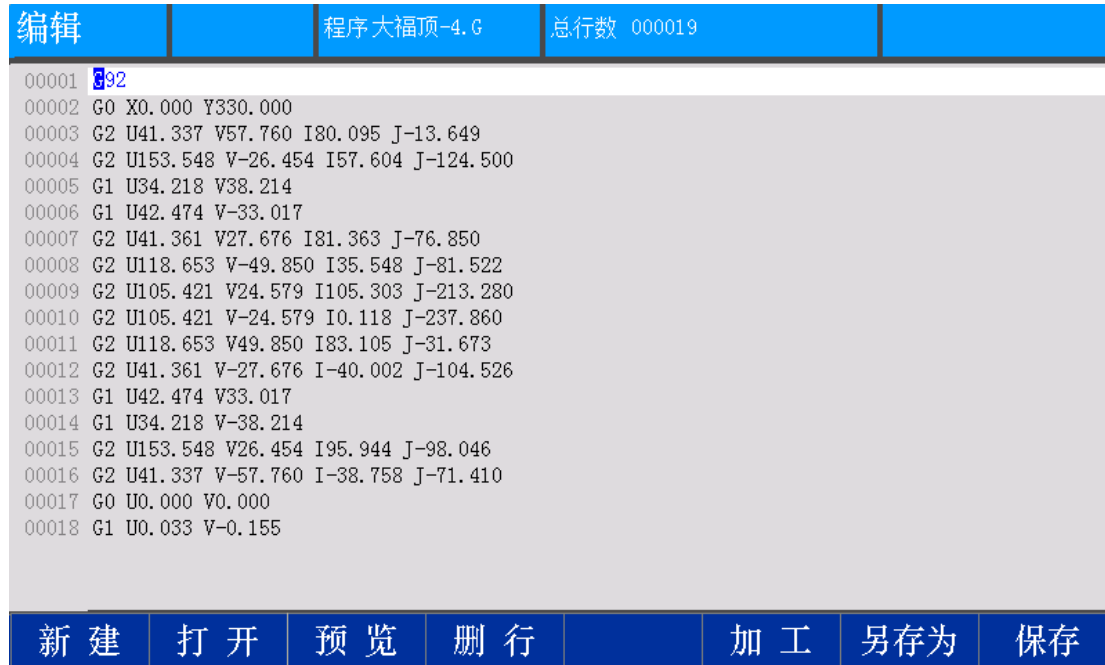 编辑 程序大福顶-4.G 总行数 000019
00001 G92
00002 G0 X0.000 Y330.000
00003 G2 U41.337 V57.760 I80.095 J-13.649
00004 G2 U153.548 V-26.454 I57.604 J-124.500
00005 G1 U34.218 V38.214
00006 G1 U42.474 V-33.017
00007 G2 U41.361 V27.676 I81.363 J-76.850
00008 G2 U118.653 V-49.850 I35.548 J-81.522
00009 G2 U105.421 V24.579 I105.303 J-213.280
00010 G2 U105.421 V-24.579 I0.118 J-237.860
00011 G2 U118.653 V49.850 I83.105 J-31.673
00012 G2 U41.361 V-27.676 I-40.002 J-104.526
00013 G1 U42.474 V33.017
00014 G1 U34.218 V-38.214
00015 G2 U153.548 V26.454 I95.944 J-98.046
00016 G2 U41.337 V-57.760 I-38.758 J-71.410
00017 G0 U0.000 V0.000
00018 G1 U0.033 V-0.155
新建 打开 预览 删行 加工 另存为 保存